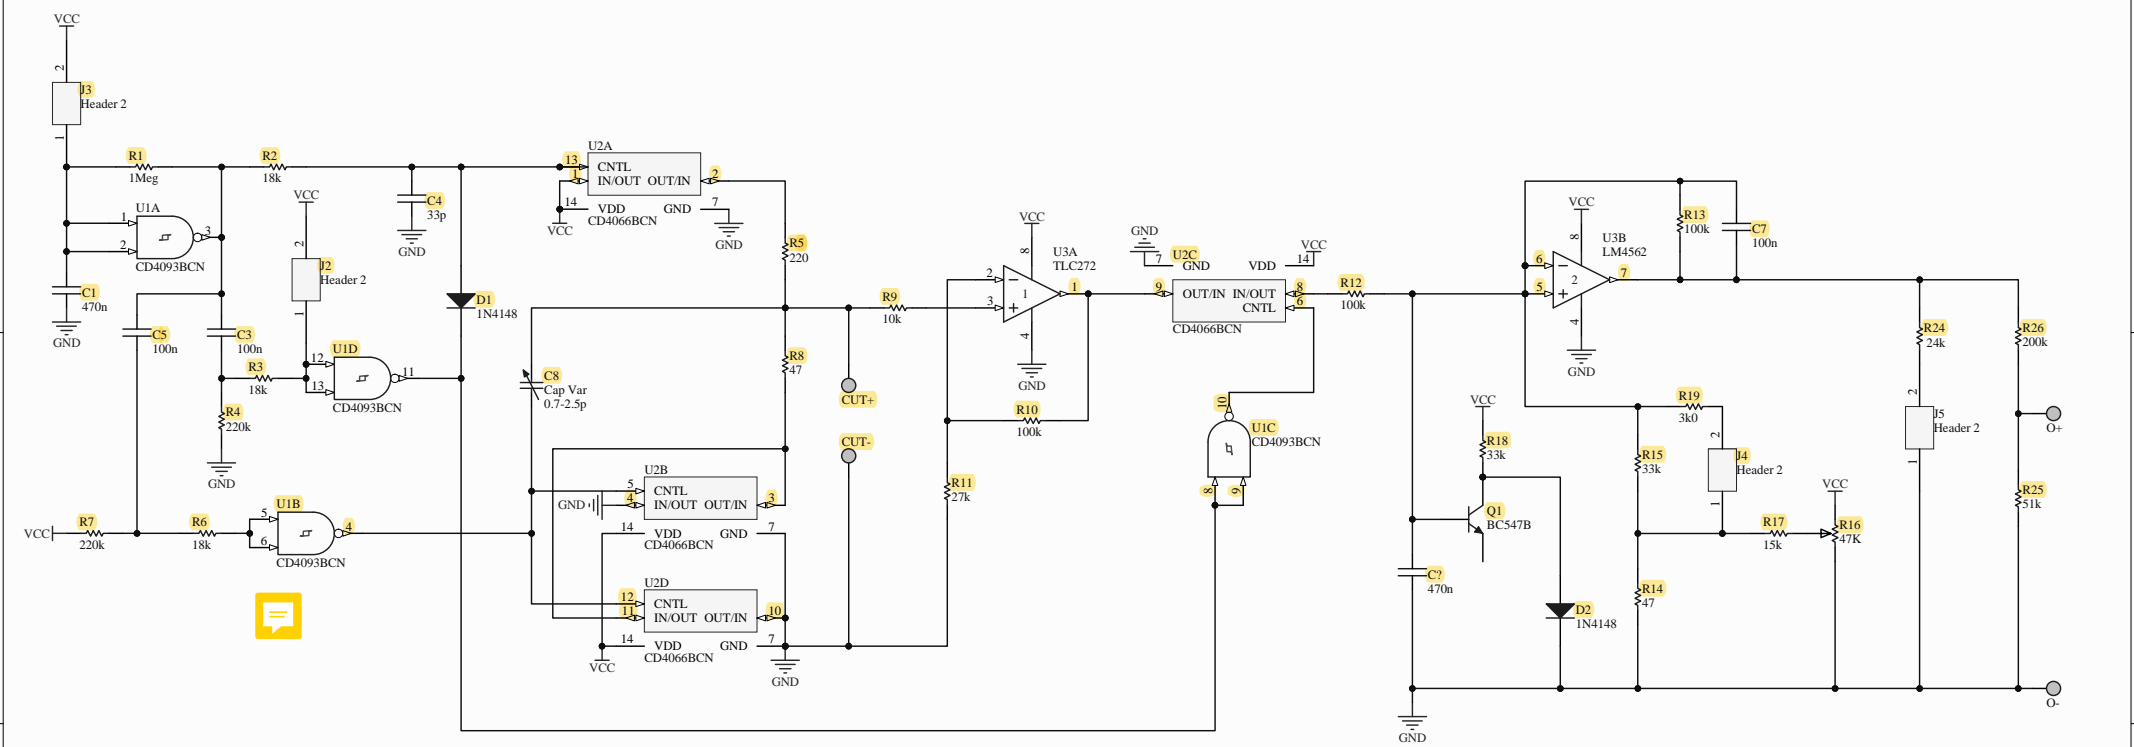 VCC
2
J3
Header 2
1
R1
1Meg
R2
18k
U1A
1
2
3
CD4093BCN
C1
470n
GND
VCC
2
J2
Header 2
1
C4
33p
GND
D1
1N4148
C5
100n
C3
100n
R3
18k
U1D
12
13
11
CD4093BCN
R4
220k
GND
VCC
R7
220k
R6
18k
U1B
5
6
4
CD4093BCN
U2A
13
CNTL
1
IN/OUT OUT/IN
2
14
VDD
GND
7
CD4066BCN
VCC
GND
R5
220
R8
47
C8
Cap Var
0.7-2.5p
CUT+
CUT-
U2B
5
CNTL
GND
4
IN/OUT OUT/IN
3
14
VDD
GND
7
CD4066BCN
U2D
12
CNTL
11
IN/OUT OUT/IN
10
14
VDD
GND
7
CD4066BCN
VCC
GND
R9
10k
VCC
U3A
TLC272
8
2
3
1
1
4
GND
R10
100k
R11
27k
GND
7
U2C
GND
VDD
14
VCC
9
OUT/IN IN/OUT
8
CNTL
6
CD4066BCN
10
U1C
CD4093BCN
8
9
R12
100k
VCC
U3B
LM4562
8
6
5
2
7
4
GND
R13
100k
C7
100n
VCC
R18
33k
Q1
BC547B
C?
470n
D2
1N4148
R19
3k0
R15
33k
2
J4
Header 2
1
R17
15k
VCC
R16
47K
R14
47
R24
24k
2
J5
Header 2
1
R26
200k
O+
R25
51k
O-
GND